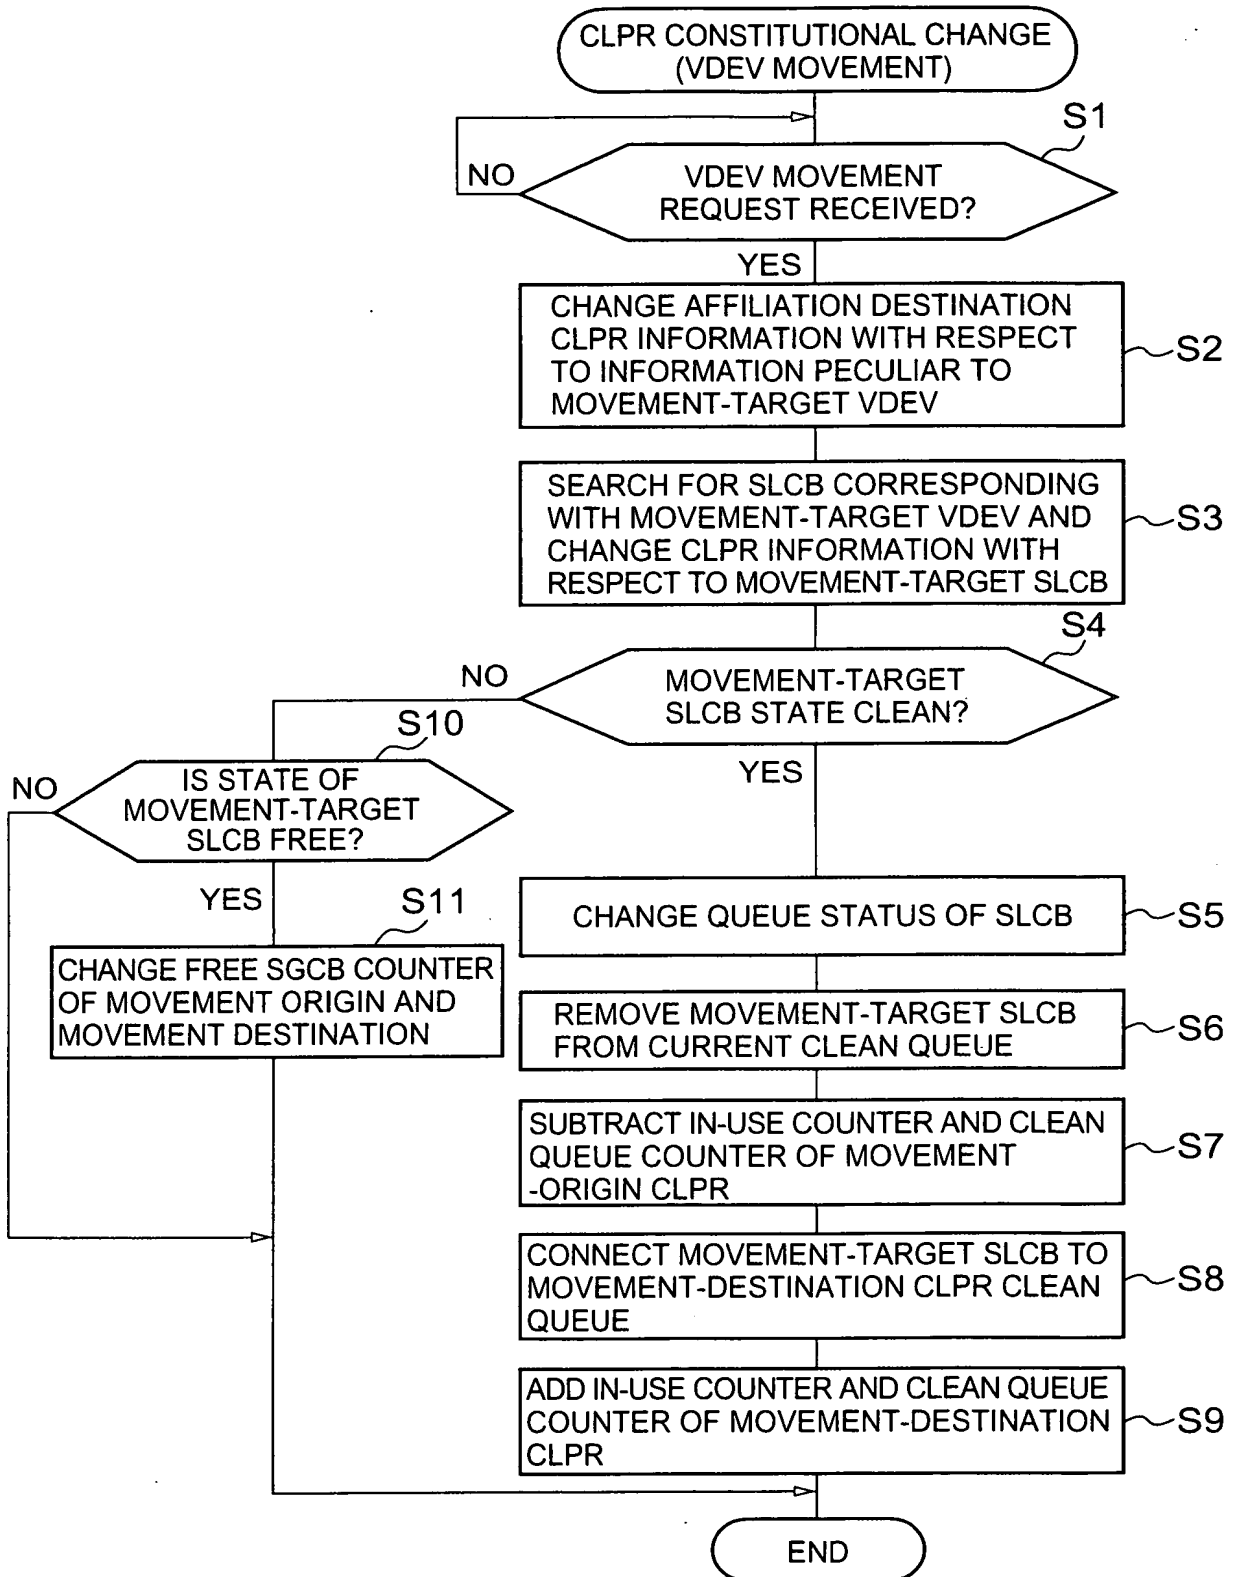 CLPR CONSTITUTIONAL CHANGE
(VDEV MOVEMENT)
S1
NO
VDEV MOVEMENT
REQUEST RECEIVED?
YES
CHANGE AFFILIATION DESTINATION
CLPR INFORMATION WITH RESPECT
TO INFORMATION PECULIAR TO
MOVEMENT-TARGET VDEV
S2
SEARCH FOR SLCB CORRESPONDING
WITH MOVEMENT-TARGET VDEV AND
CHANGE CLPR INFORMATION WITH
RESPECT TO MOVEMENT-TARGET SLCB
S3
S4
NO
MOVEMENT-TARGET
SLCB STATE CLEAN?
YES
S10
NO
IS STATE OF
MOVEMENT-TARGET
SLCB FREE?
YES
S11
CHANGE FREE SGCB COUNTER
OF MOVEMENT ORIGIN AND
MOVEMENT DESTINATION
CHANGE QUEUE STATUS OF SLCB
S5
REMOVE MOVEMENT-TARGET SLCB
FROM CURRENT CLEAN QUEUE
S6
SUBTRACT IN-USE COUNTER AND CLEAN
QUEUE COUNTER OF MOVEMENT
-ORIGIN CLPR
S7
CONNECT MOVEMENT-TARGET SLCB TO
MOVEMENT-DESTINATION CLPR CLEAN
QUEUE
S8
ADD IN-USE COUNTER AND CLEAN QUEUE
COUNTER OF MOVEMENT-DESTINATION
CLPR
S9
END